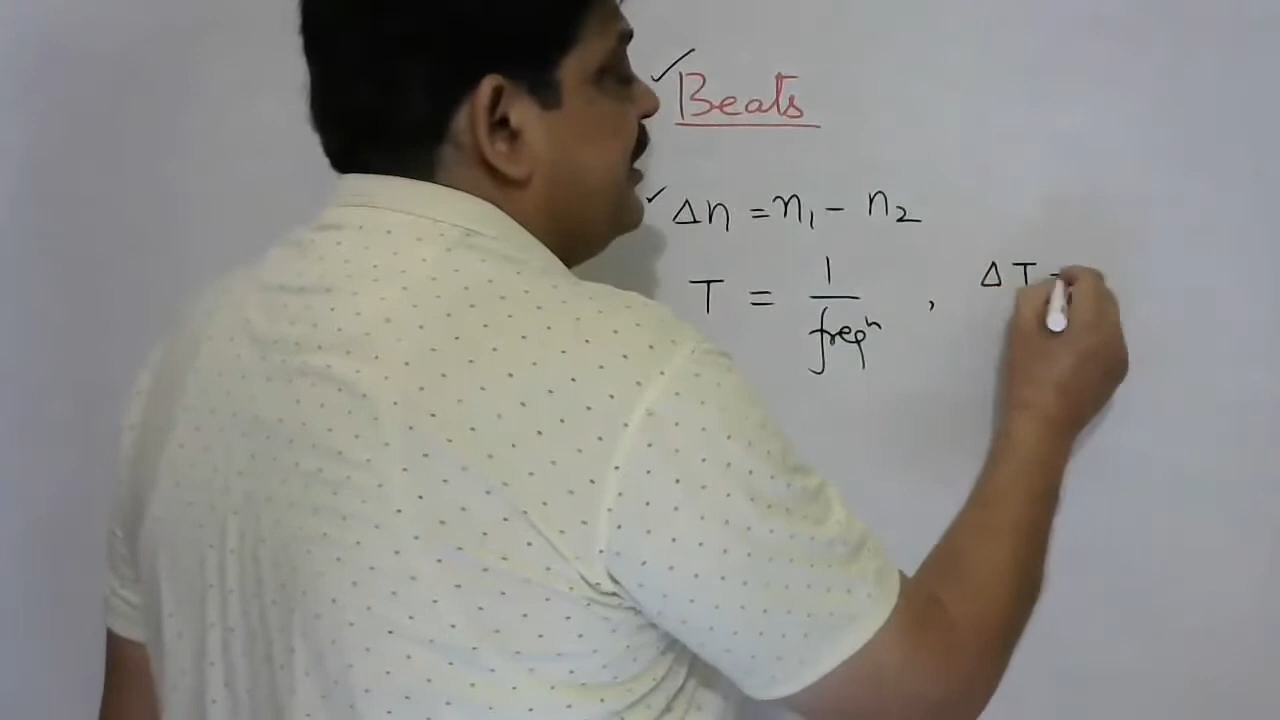 ✓Beats
✓Δn = n₁ - n₂
T = 1/freqⁿ , ΔT =